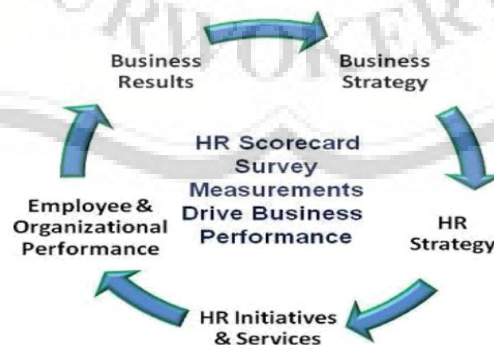 Business
Results
Business
Strategy
HR Scorecard
Survey
Measurements
Drive Business
Performance
HR
Strategy
HR Initiatives
& Services
Employee &
Organizational
Performance